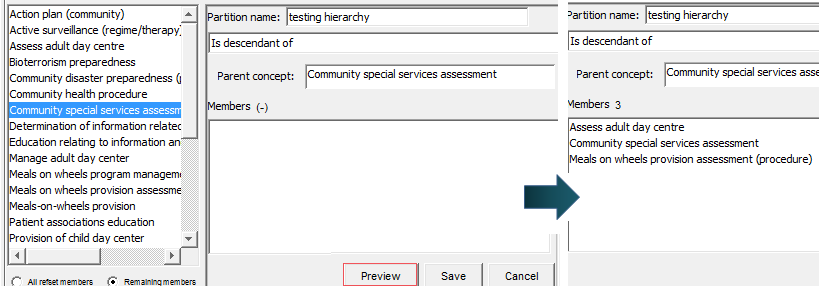 Action plan (community)
Active surveillance (regime/therapy)
Assess adult day centre
Bioterrorism preparedness
Community disaster preparedness (
Community health procedure
Community special services assessm
Determination of information related
Education relating to information an
Manage adult day center
Meals on wheels program managem
Meals on wheels provision assessme
Meals-on-wheels provision
Patient associations education
Provision of child day center
All refset members
Remaining members
Partition name: testing hierarchy
Is descendant of
Parent concept: Community special services assessment
Members (-)
Preview
Save
Cancel
Partition name: testing hierarchy
Is descendant of
Parent concept: Community special services asse
Members 3
Assess adult day centre
Community special services assessment
Meals on wheels provision assessment (procedure)